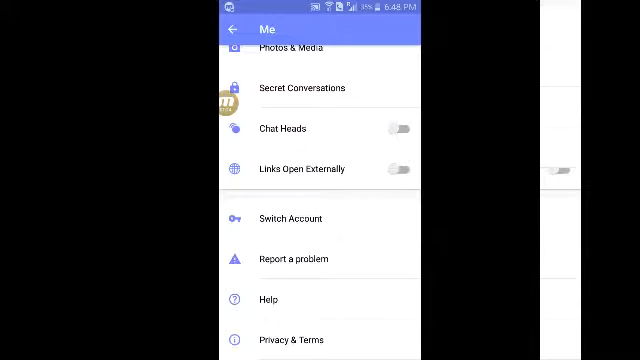 35% 6:48 PM
Me
Photos & Media
Secret Conversations
Chat Heads
Links Open Externally
Switch Account
Report a problem
Help
Privacy & Terms